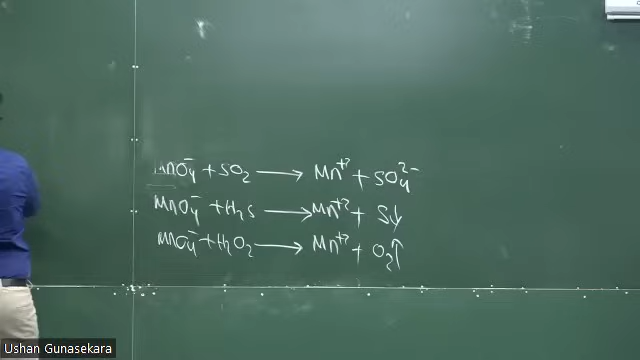 MnO₄⁻ + SO₂ ⟶ Mn⁺² + SO₄²⁻
MnO₄⁻ + H₂S ⟶ Mn⁺² + S↓
MnO₄⁻ + H₂O₂ ⟶ Mn⁺² + O₂↑
Ushan Gunasekara